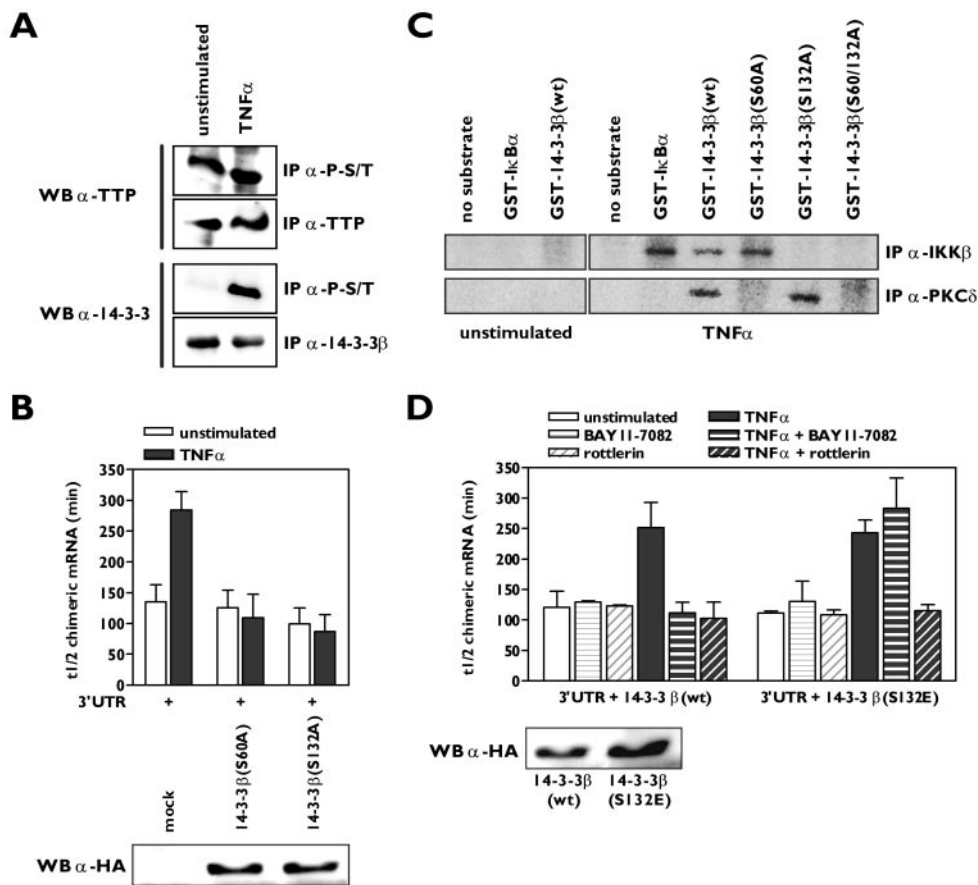 A
unstimulated
TNFα
WB α-TTP
IP α-P-S/T
IP α-TTP
WB α-14-3-3
IP α-P-S/T
IP α-14-3-3β
B
unstimulated
TNFα
t1/2 chimeric mRNA (min)
350
300
250
200
150
100
50
0
3'UTR + + +
mock
14-3-3β(S60A)
14-3-3β(S132A)
WB α-HA
C
no substrate
GST-IκBα
GST-14-3-3β(wt)
no substrate
GST-IκBα
GST-14-3-3β(wt)
GST-14-3-3β(S60A)
GST-14-3-3β(S132A)
GST-14-3-3β(S60/132A)
IP α-IKKβ
IP α-PKCδ
unstimulated TNFα
D
unstimulated TNFα
BAY11-7082 TNFα + BAY11-7082
rottlerin TNFα + rottlerin
t1/2 chimeric mRNA (min)
350
300
250
200
150
100
50
0
3'UTR + 14-3-3 β(wt) 3'UTR + 14-3-3 β(S132E)
WB α-HA
14-3-3β 14-3-3β
(wt) (S132E)